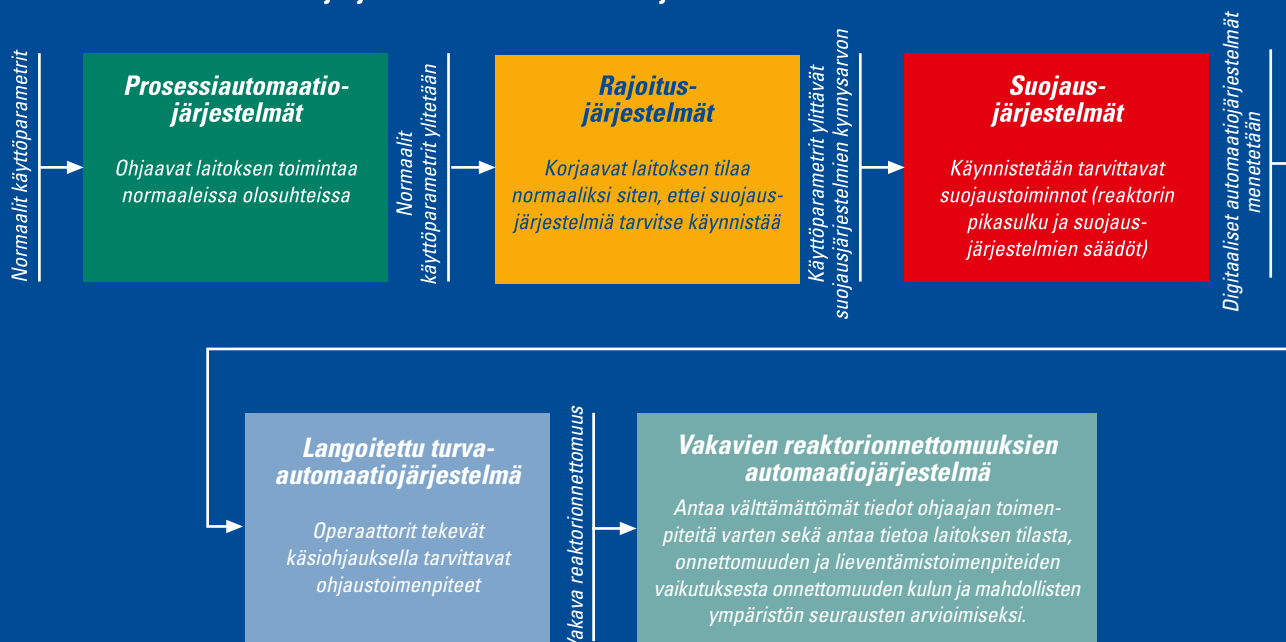 Normaalit käyttöparametrit
Prosessiautomaatio-
järjestelmät
Ohjaavat laitoksen toimintaa
normaaleissa olosuhteissa
Normaalit
käyttöparametrit ylitetään
Rajoitus-
järjestelmät
Korjaavat laitoksen tilaa
normaaliksi siten, ettei suojaus-
järjestelmiä tarvitse käynnistää
Käyttöparametrit ylittävät
suojausjärjestelmien kynnysarvon
Suojaus-
järjestelmät
Käynnistetään tarvittavat
suojaustoiminnot (reaktorin
pikasulku ja suojaus-
järjestelmien säädöt)
Digitaaliset automaatiojärjestelmät
menetetään
Langoitettu turva-
automaatiojärjestelmä
Operaattorit tekevät
käsiohjauksella tarvittavat
ohjaustoimenpiteet
Vakava reaktorionnettomuus
Vakavien reaktorionnettomuuksien
automaatiojärjestelmä
Antaa välttämättömät tiedot ohjaajan toimen-
piteitä varten sekä antaa tietoa laitoksen tilasta,
onnettomuuden ja lieventämistoimenpiteiden
vaikutuksesta onnettomuuden kulun ja mahdollisten
ympäristön seurausten arvioimiseksi.